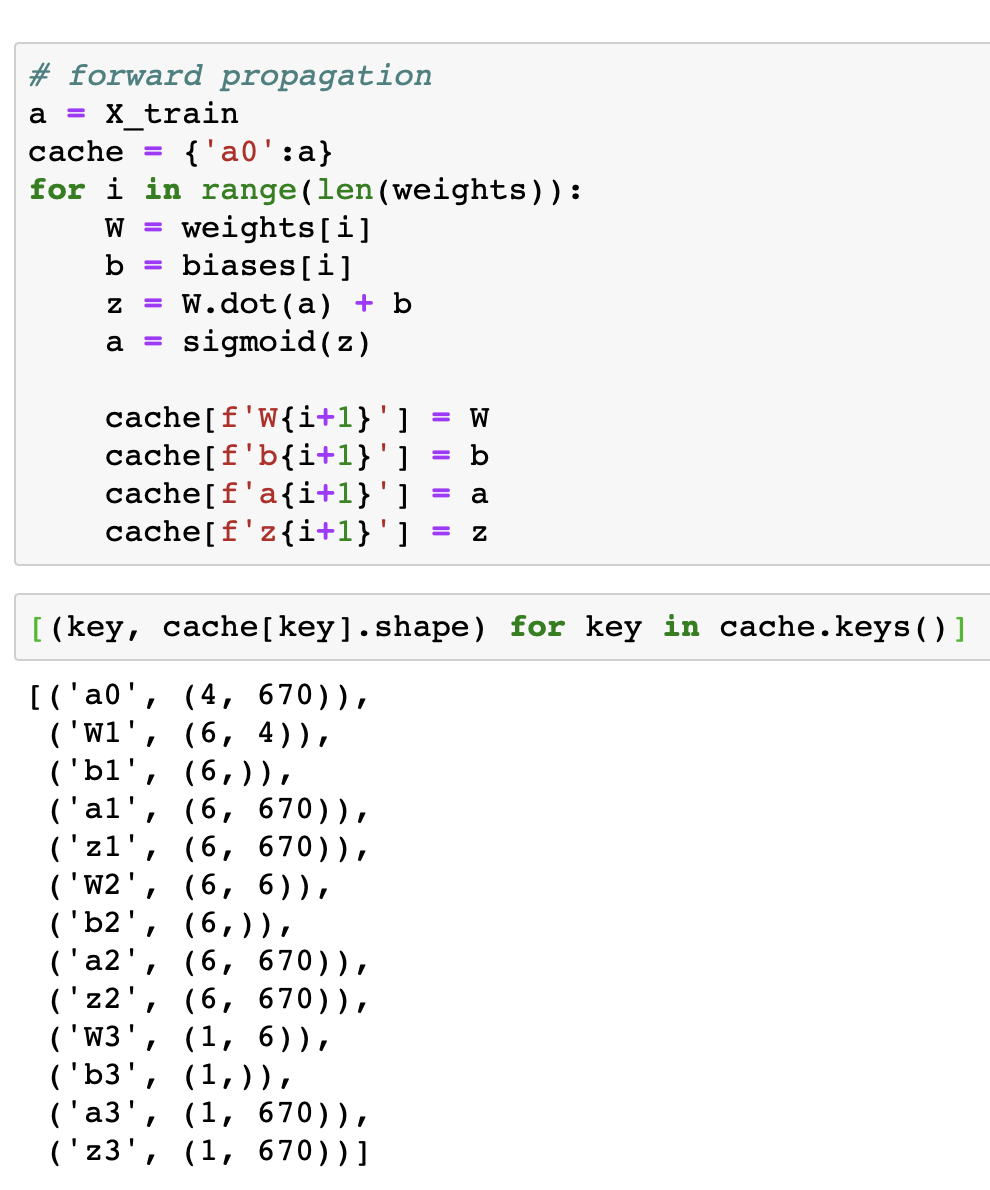 # forward propagation
a = X_train
cache = {'a0':a}
for i in range(len(weights)):
    W = weights[i]
    b = biases[i]
    z = W.dot(a) + b
    a = sigmoid(z)

    cache[f'W{i+1}'] = W
    cache[f'b{i+1}'] = b
    cache[f'a{i+1}'] = a
    cache[f'z{i+1}'] = z
[(key, cache[key].shape) for key in cache.keys()]
[('a0', (4, 670)),
 ('W1', (6, 4)),
 ('b1', (6,)),
 ('a1', (6, 670)),
 ('z1', (6, 670)),
 ('W2', (6, 6)),
 ('b2', (6,)),
 ('a2', (6, 670)),
 ('z2', (6, 670)),
 ('W3', (1, 6)),
 ('b3', (1,)),
 ('a3', (1, 670)),
 ('z3', (1, 670))]